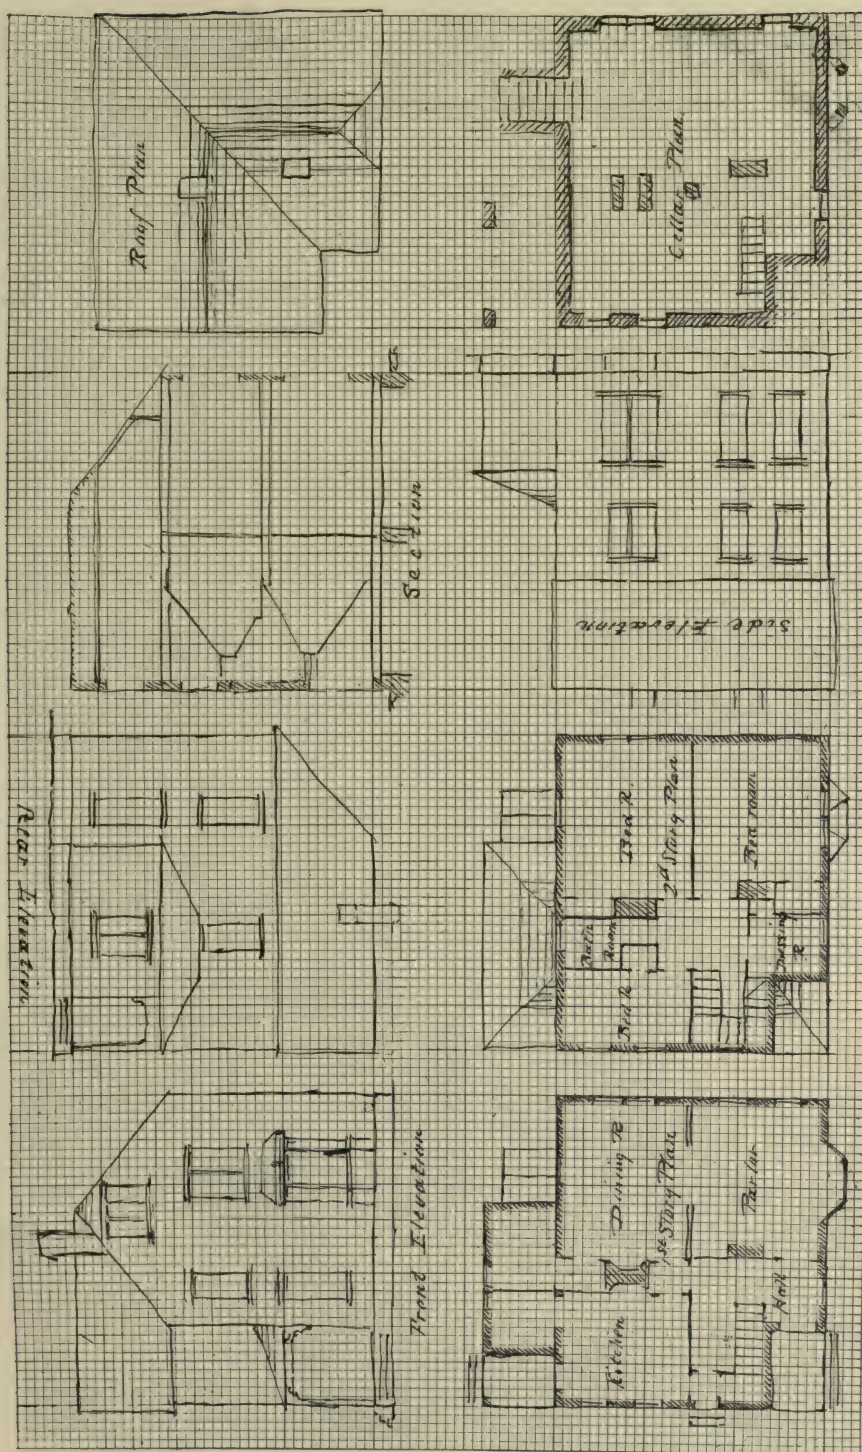 Roof Plan
Section
Rear Elevation
Front Elevation
Cellar Plan
Side Elevation
Bed R.
2d Story Plan
Bed room
Bath
Room
Bed R
Dressing
R
Dining R
1st Story Plan
Parlor
Kitchen
Hall